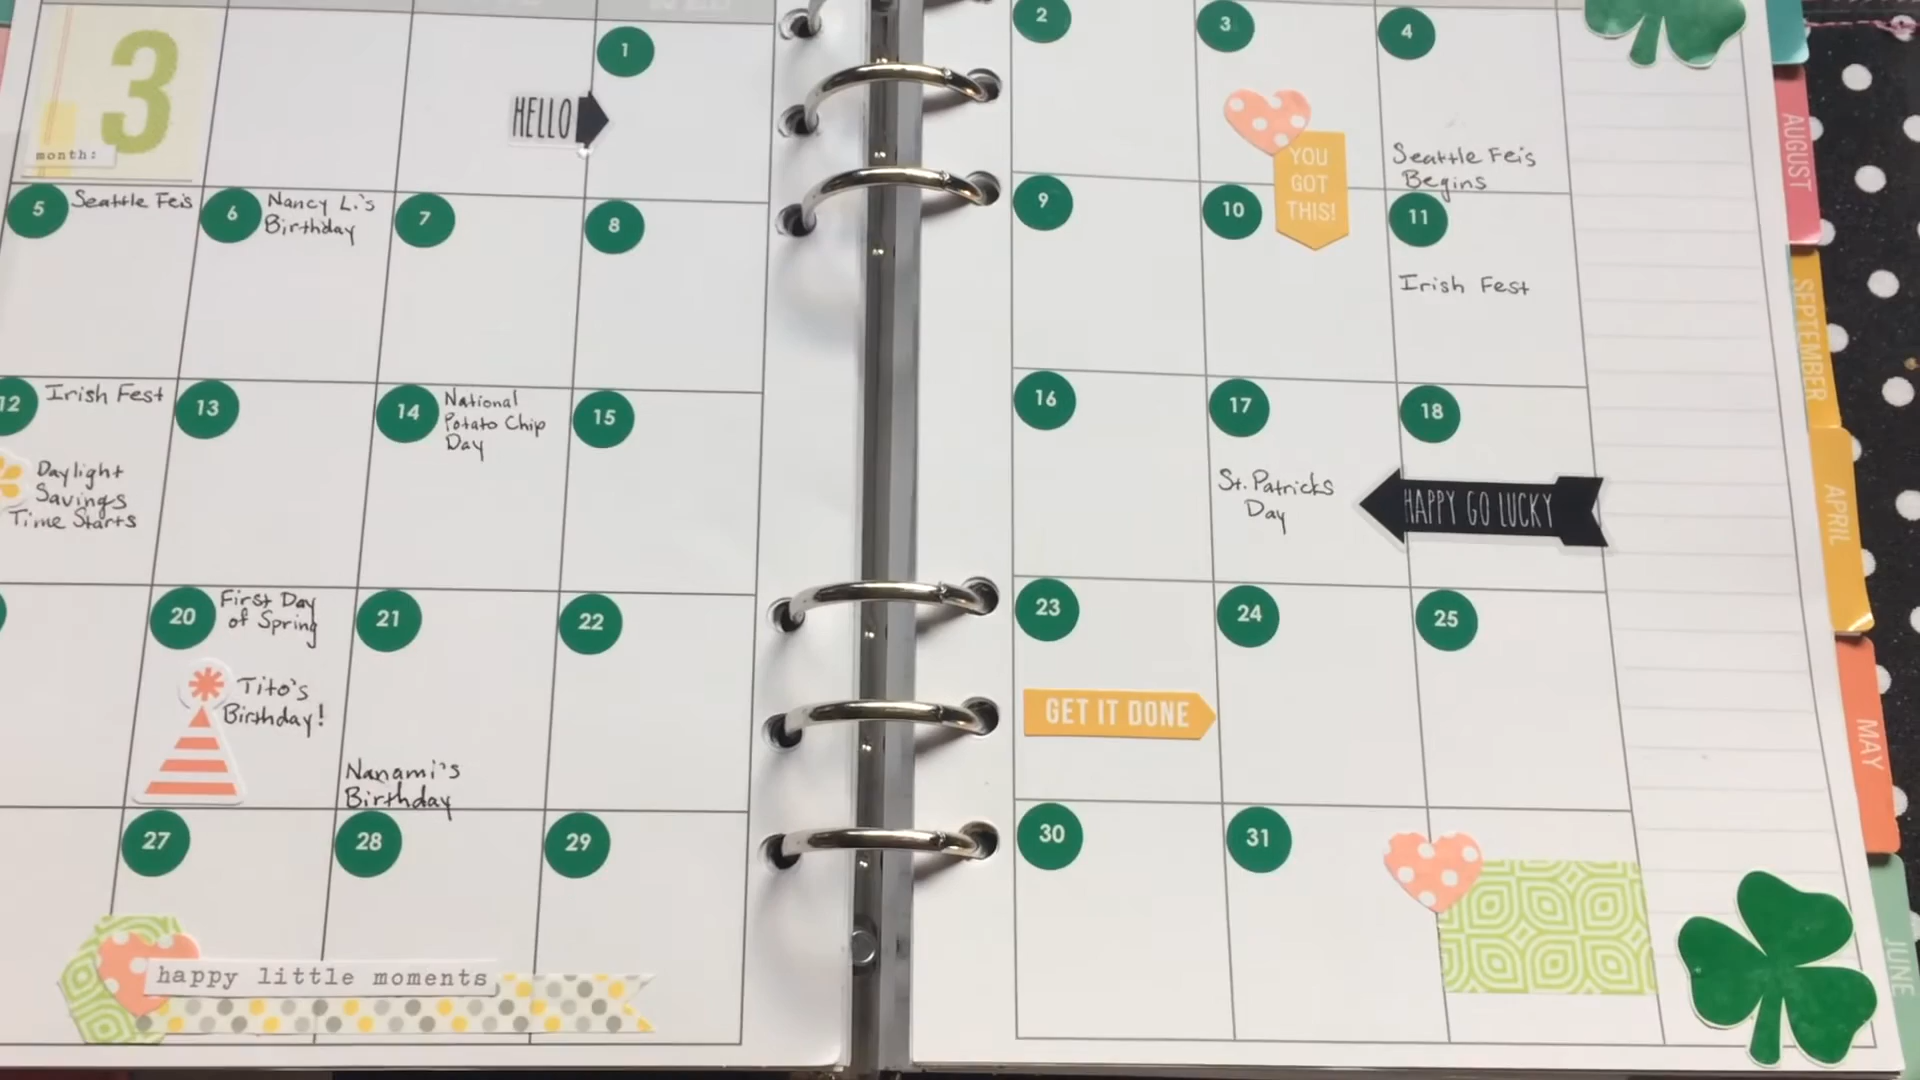 3
month:
HELLO
1
2
3
4
Seattle Feis
Begins
YOU
GOT
THIS!
5
Seattle Feis
6
Nancy L.'s
Birthday
7
8
9
10
11
Irish Fest
12
Irish Fest
Daylight
Savings
Time Starts
13
14
National
Potato Chip
Day
15
16
17
St. Patricks
Day
18
HAPPY GO LUCKY
20
First Day
of Spring
Tito's
Birthday!
21
Nanami's
Birthday
22
23
GET IT DONE
24
25
27
28
29
happy little moments
30
31
AUGUST
SEPTEMBER
APRIL
MAY
JUNE